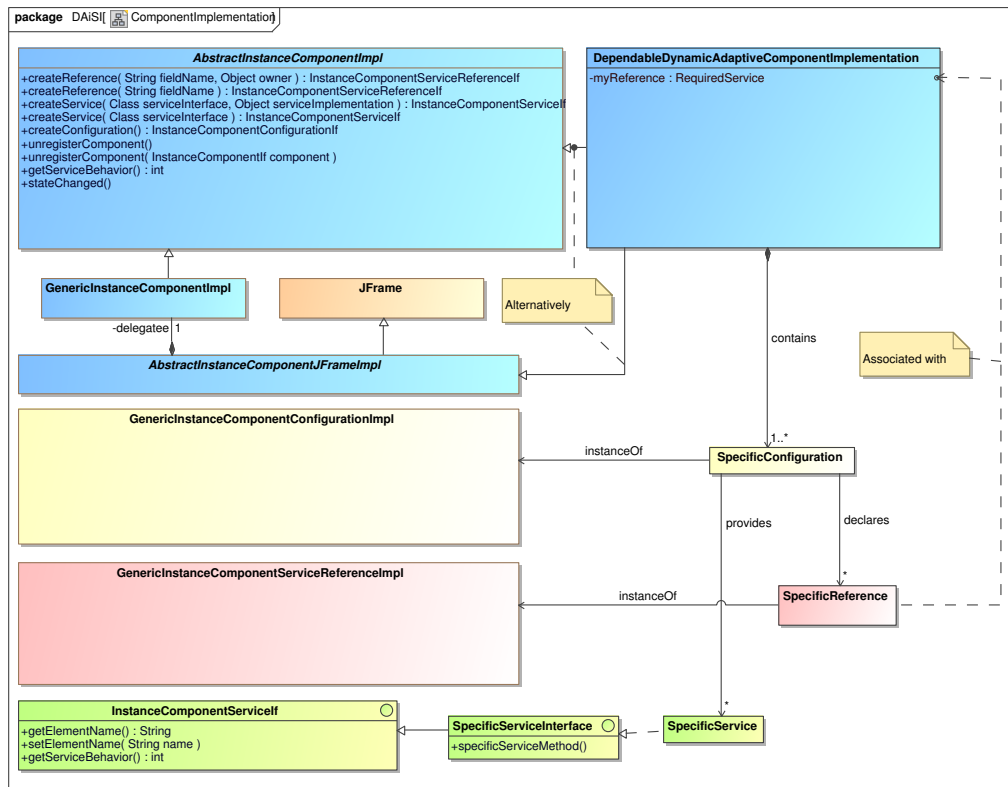 package DAiSI[ ComponentImplementation]
AbstractInstanceComponentImpl
+createReference( String fieldName, Object owner ) : InstanceComponentServiceReferenceIf
+createReference( String fieldName ) : InstanceComponentServiceReferenceIf
+createService( Class serviceInterface, Object serviceImplementation ) : InstanceComponentServiceIf
+createService( Class serviceInterface ) : InstanceComponentServiceIf
+createConfiguration() : InstanceComponentConfigurationIf
+unregisterComponent()
+unregisterComponent( InstanceComponentIf component )
+getServiceBehavior() : int
+stateChanged()
DependableDynamicAdaptiveComponentImplementation
-myReference : RequiredService
GenericInstanceComponentImpl
JFrame
Alternatively
-delegatee 1
contains
Associated with
AbstractInstanceComponentJFrameImpl
GenericInstanceComponentConfigurationImpl
1..*
instanceOf
SpecificConfiguration
provides
declares
GenericInstanceComponentServiceReferenceImpl
*
instanceOf
SpecificReference
*
InstanceComponentServiceIf
+getElementName() : String
+setElementName( String name )
+getServiceBehavior() : int
SpecificServiceInterface
+specificServiceMethod()
SpecificService